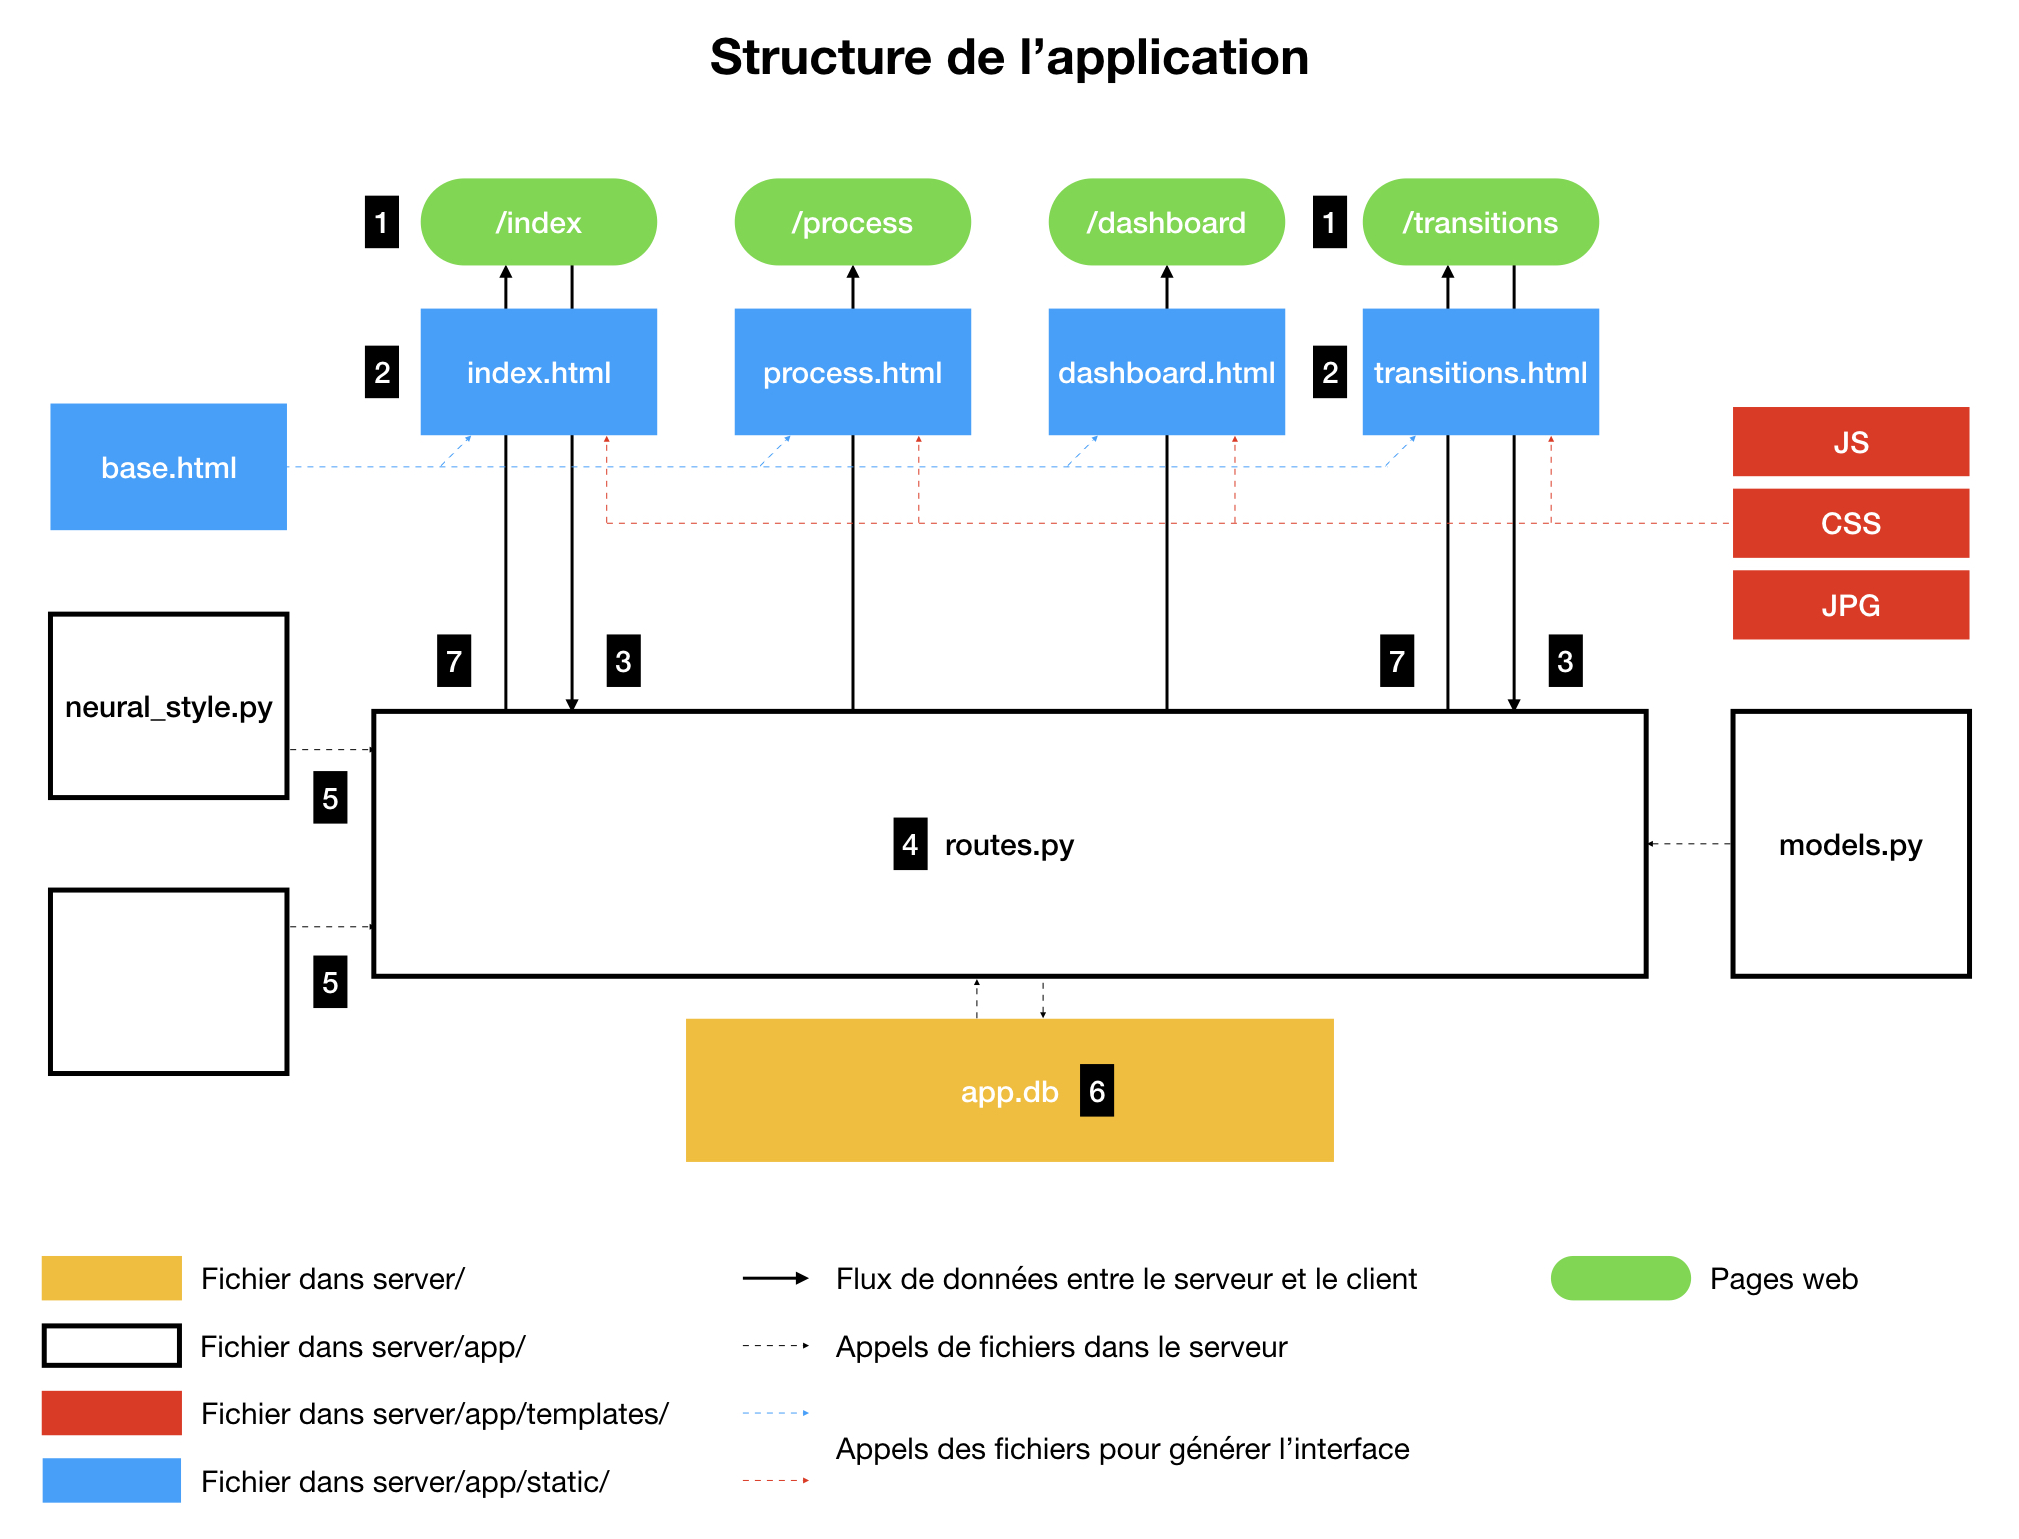 Structure de l’application
1
/index
/process
/dashboard
1
/transitions
2
index.html
process.html
dashboard.html
2
transitions.html
base.html
JS
CSS
JPG
7
3
7
3
neural_style.py
5
4
routes.py
models.py
5
app.db
6
Fichier dans server/
Flux de données entre le serveur et le client
Pages web
Fichier dans server/app/
Appels de fichiers dans le serveur
Fichier dans server/app/templates/
Appels des fichiers pour générer l’interface
Fichier dans server/app/static/